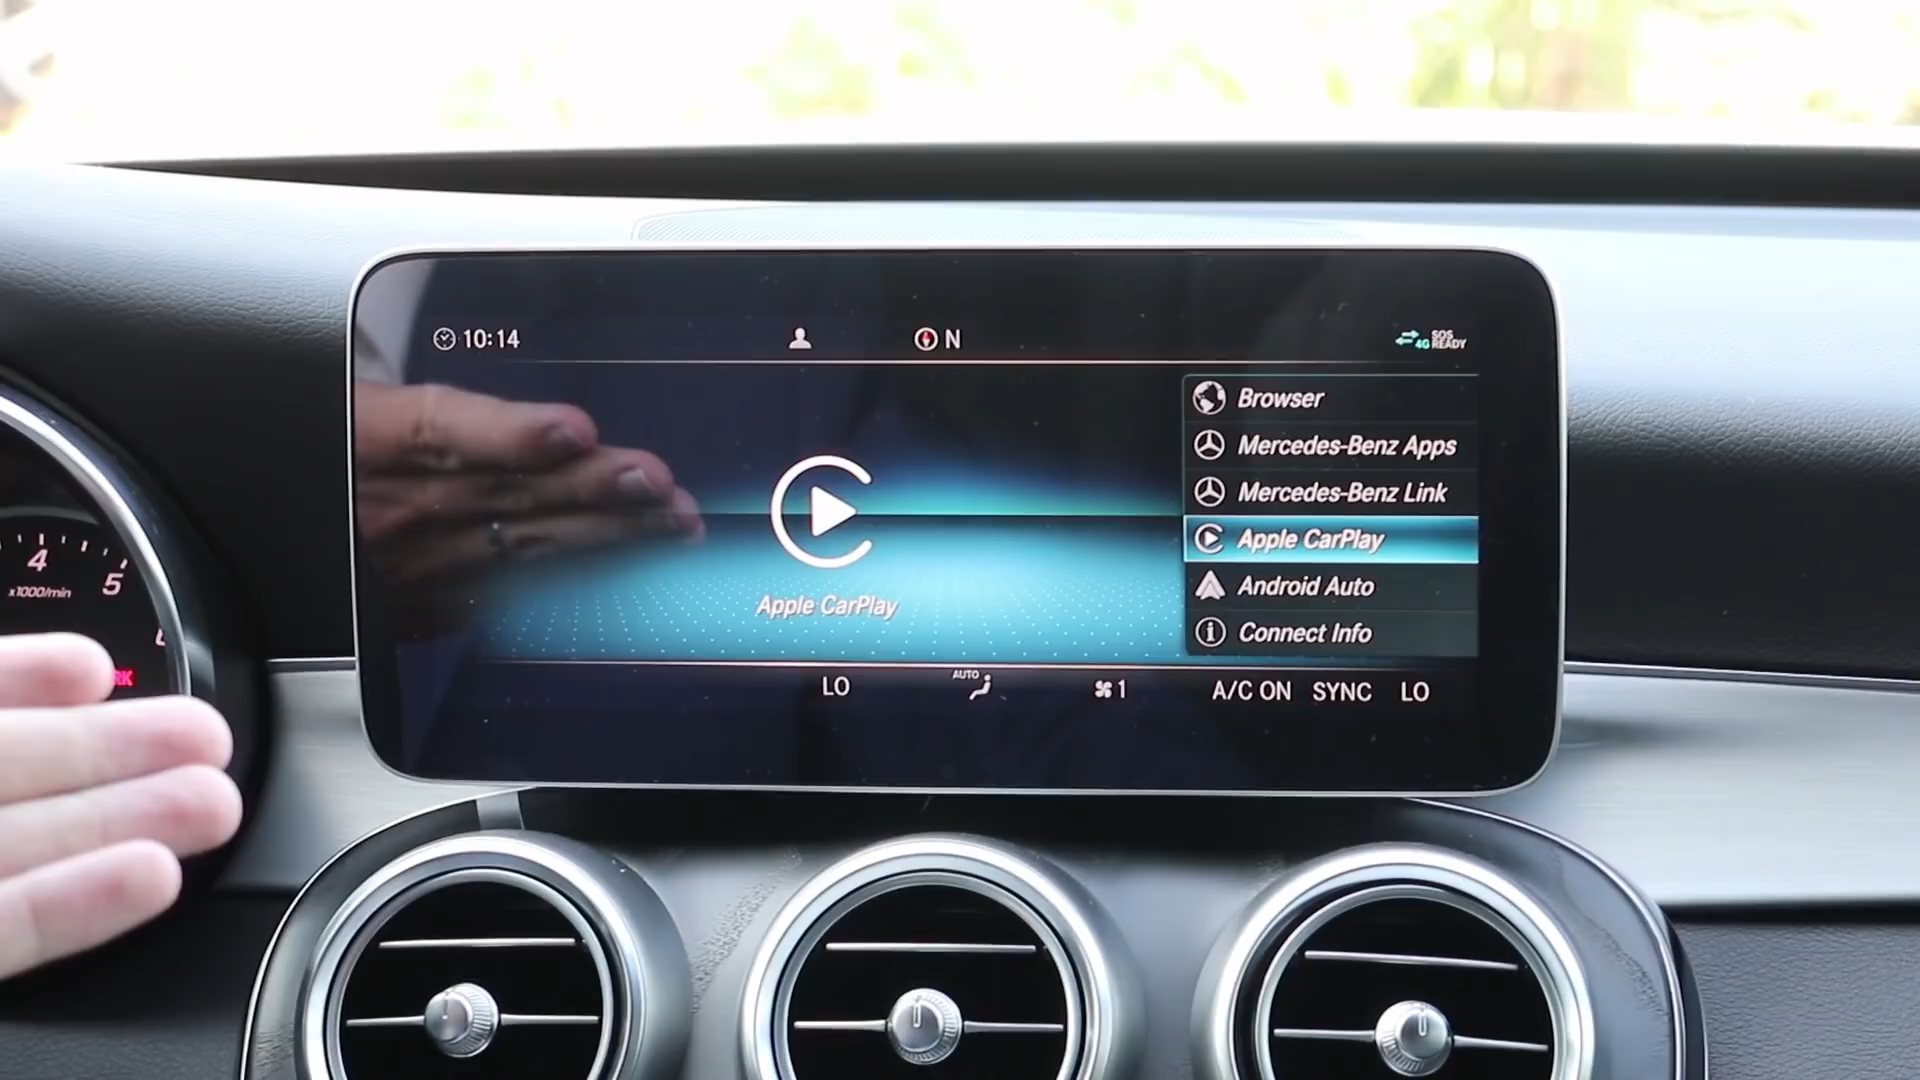 10:14
N
4G
SOS
READY
Browser
Mercedes-Benz Apps
Mercedes-Benz Link
Apple CarPlay
Android Auto
Connect Info
Apple CarPlay
LO
AUTO
1
A/C ON
SYNC
LO
4
x1000/min
5
RK